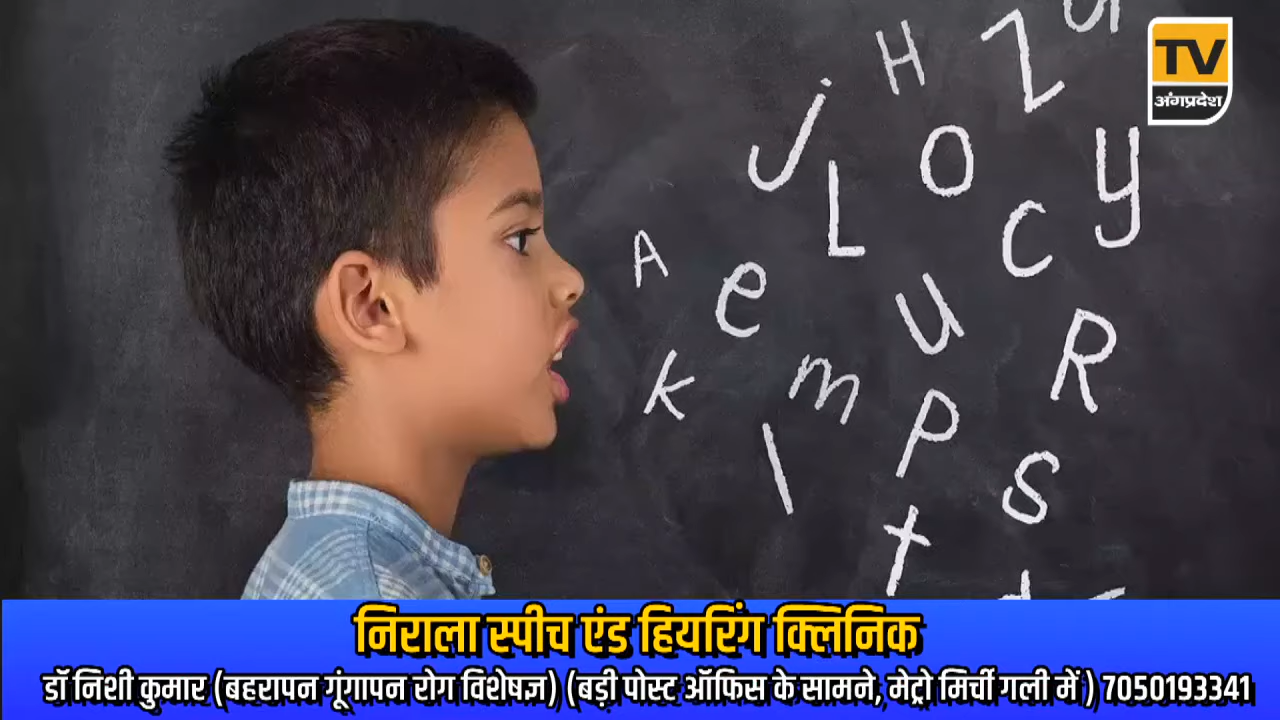 TV
अंगप्रदेश
H Z a
J L o y
A e c
u
K m R
l p s
t
निराला स्पीच एंड हियरिंग क्लिनिक
डॉ निशी कुमार (बहरापन गूंगापन रोग विशेषज्ञ) (बड़ी पोस्ट ऑफिस के सामने, मेट्रो मिर्ची गली में ) 7050193341